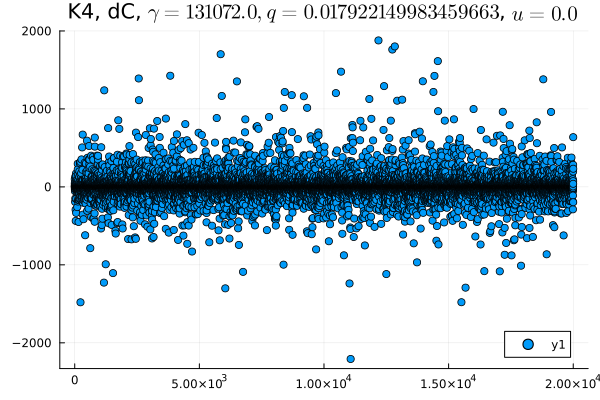 K4, dC, γ = 131072.0, q = 0.017922149983459663, u = 0.0
2000
1000
0
−1000
−2000
y1
0 5.00×10³ 1.00×10⁴ 1.50×10⁴ 2.00×10⁴